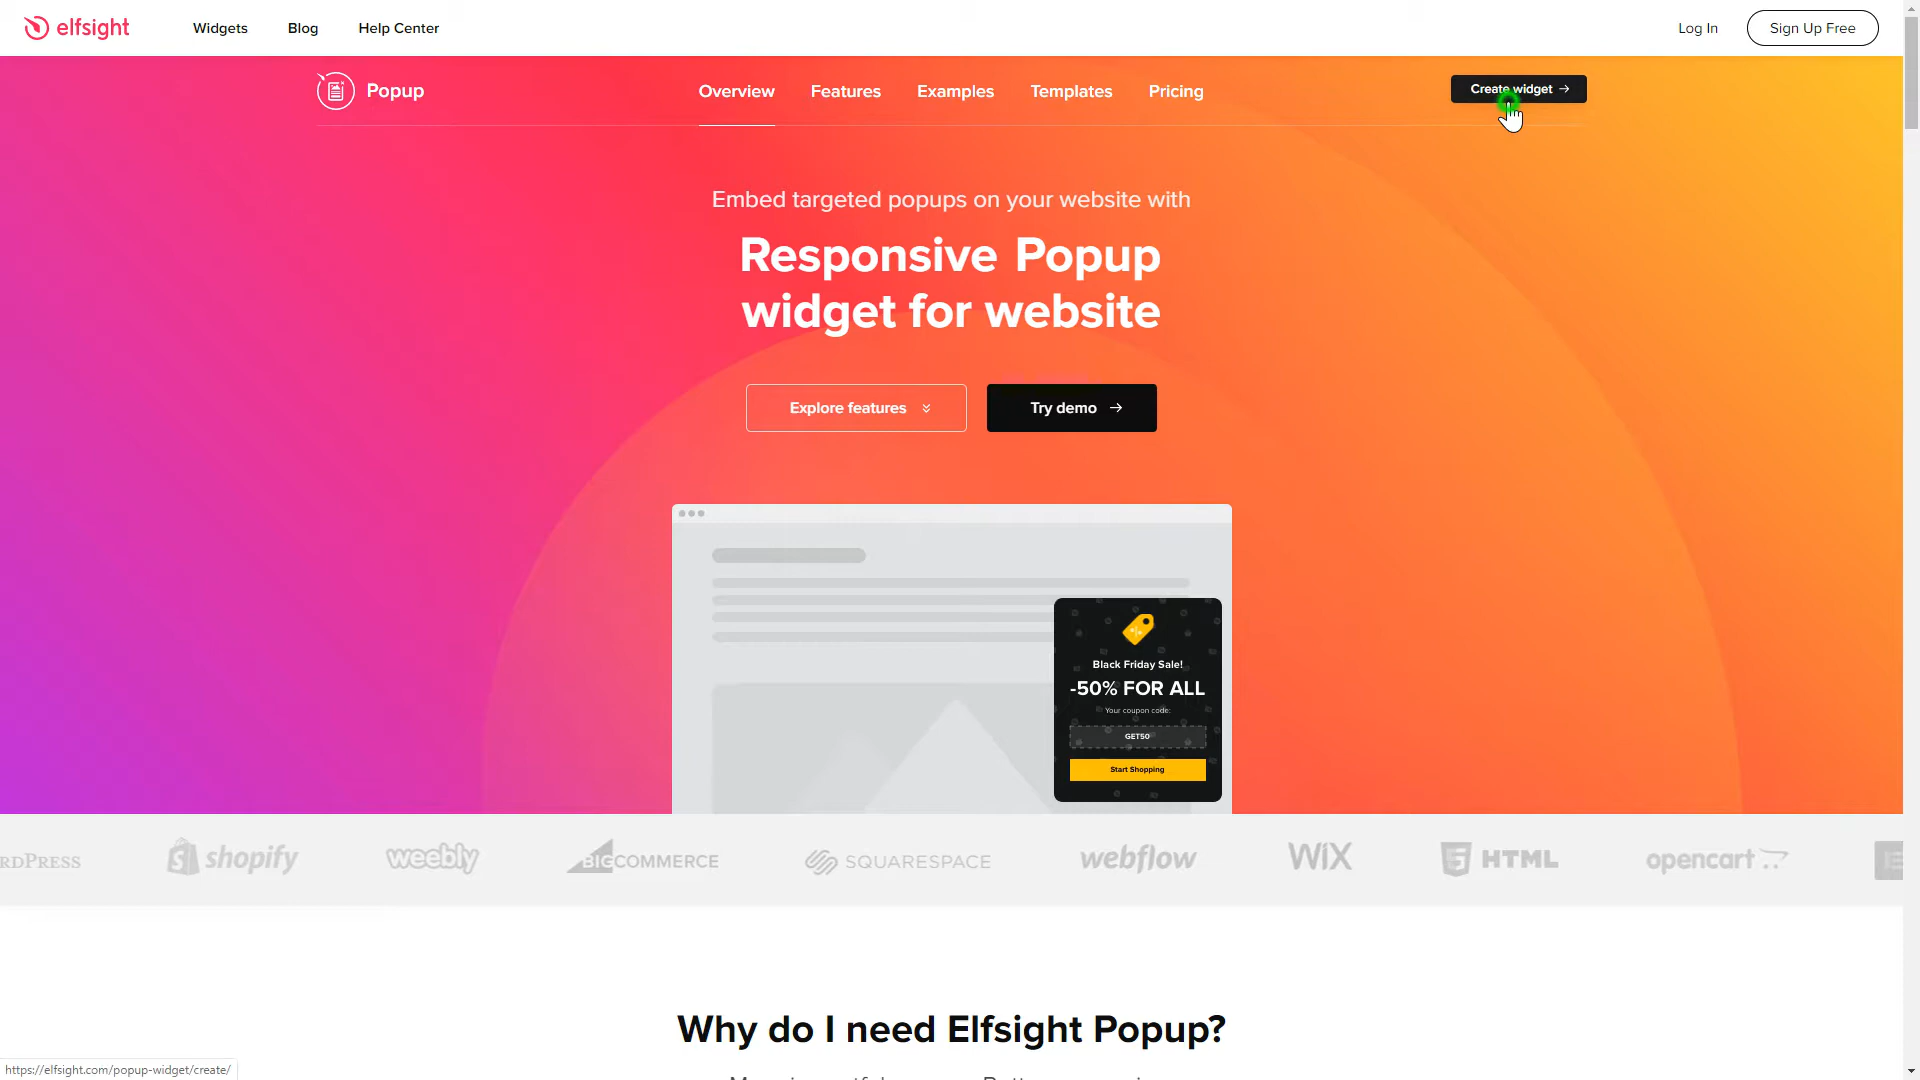 elfsight
Widgets
Blog
Help Center
Log In
Sign Up Free
Popup
Overview
Features
Examples
Templates
Pricing
Create widget
Embed targeted popups on your website with
Responsive Popup
widget for website
Explore features
Try demo
Black Friday Sale!
-50% FOR ALL
Your coupon code:
GET50
Start Shopping
RDPRESS
shopify
weebly
BIGCOMMERCE
SQUARESPACE
webflow
WiX
HTML
opencart
Why do I need Elfsight Popup?
https://elfsight.com/popup-widget/create/